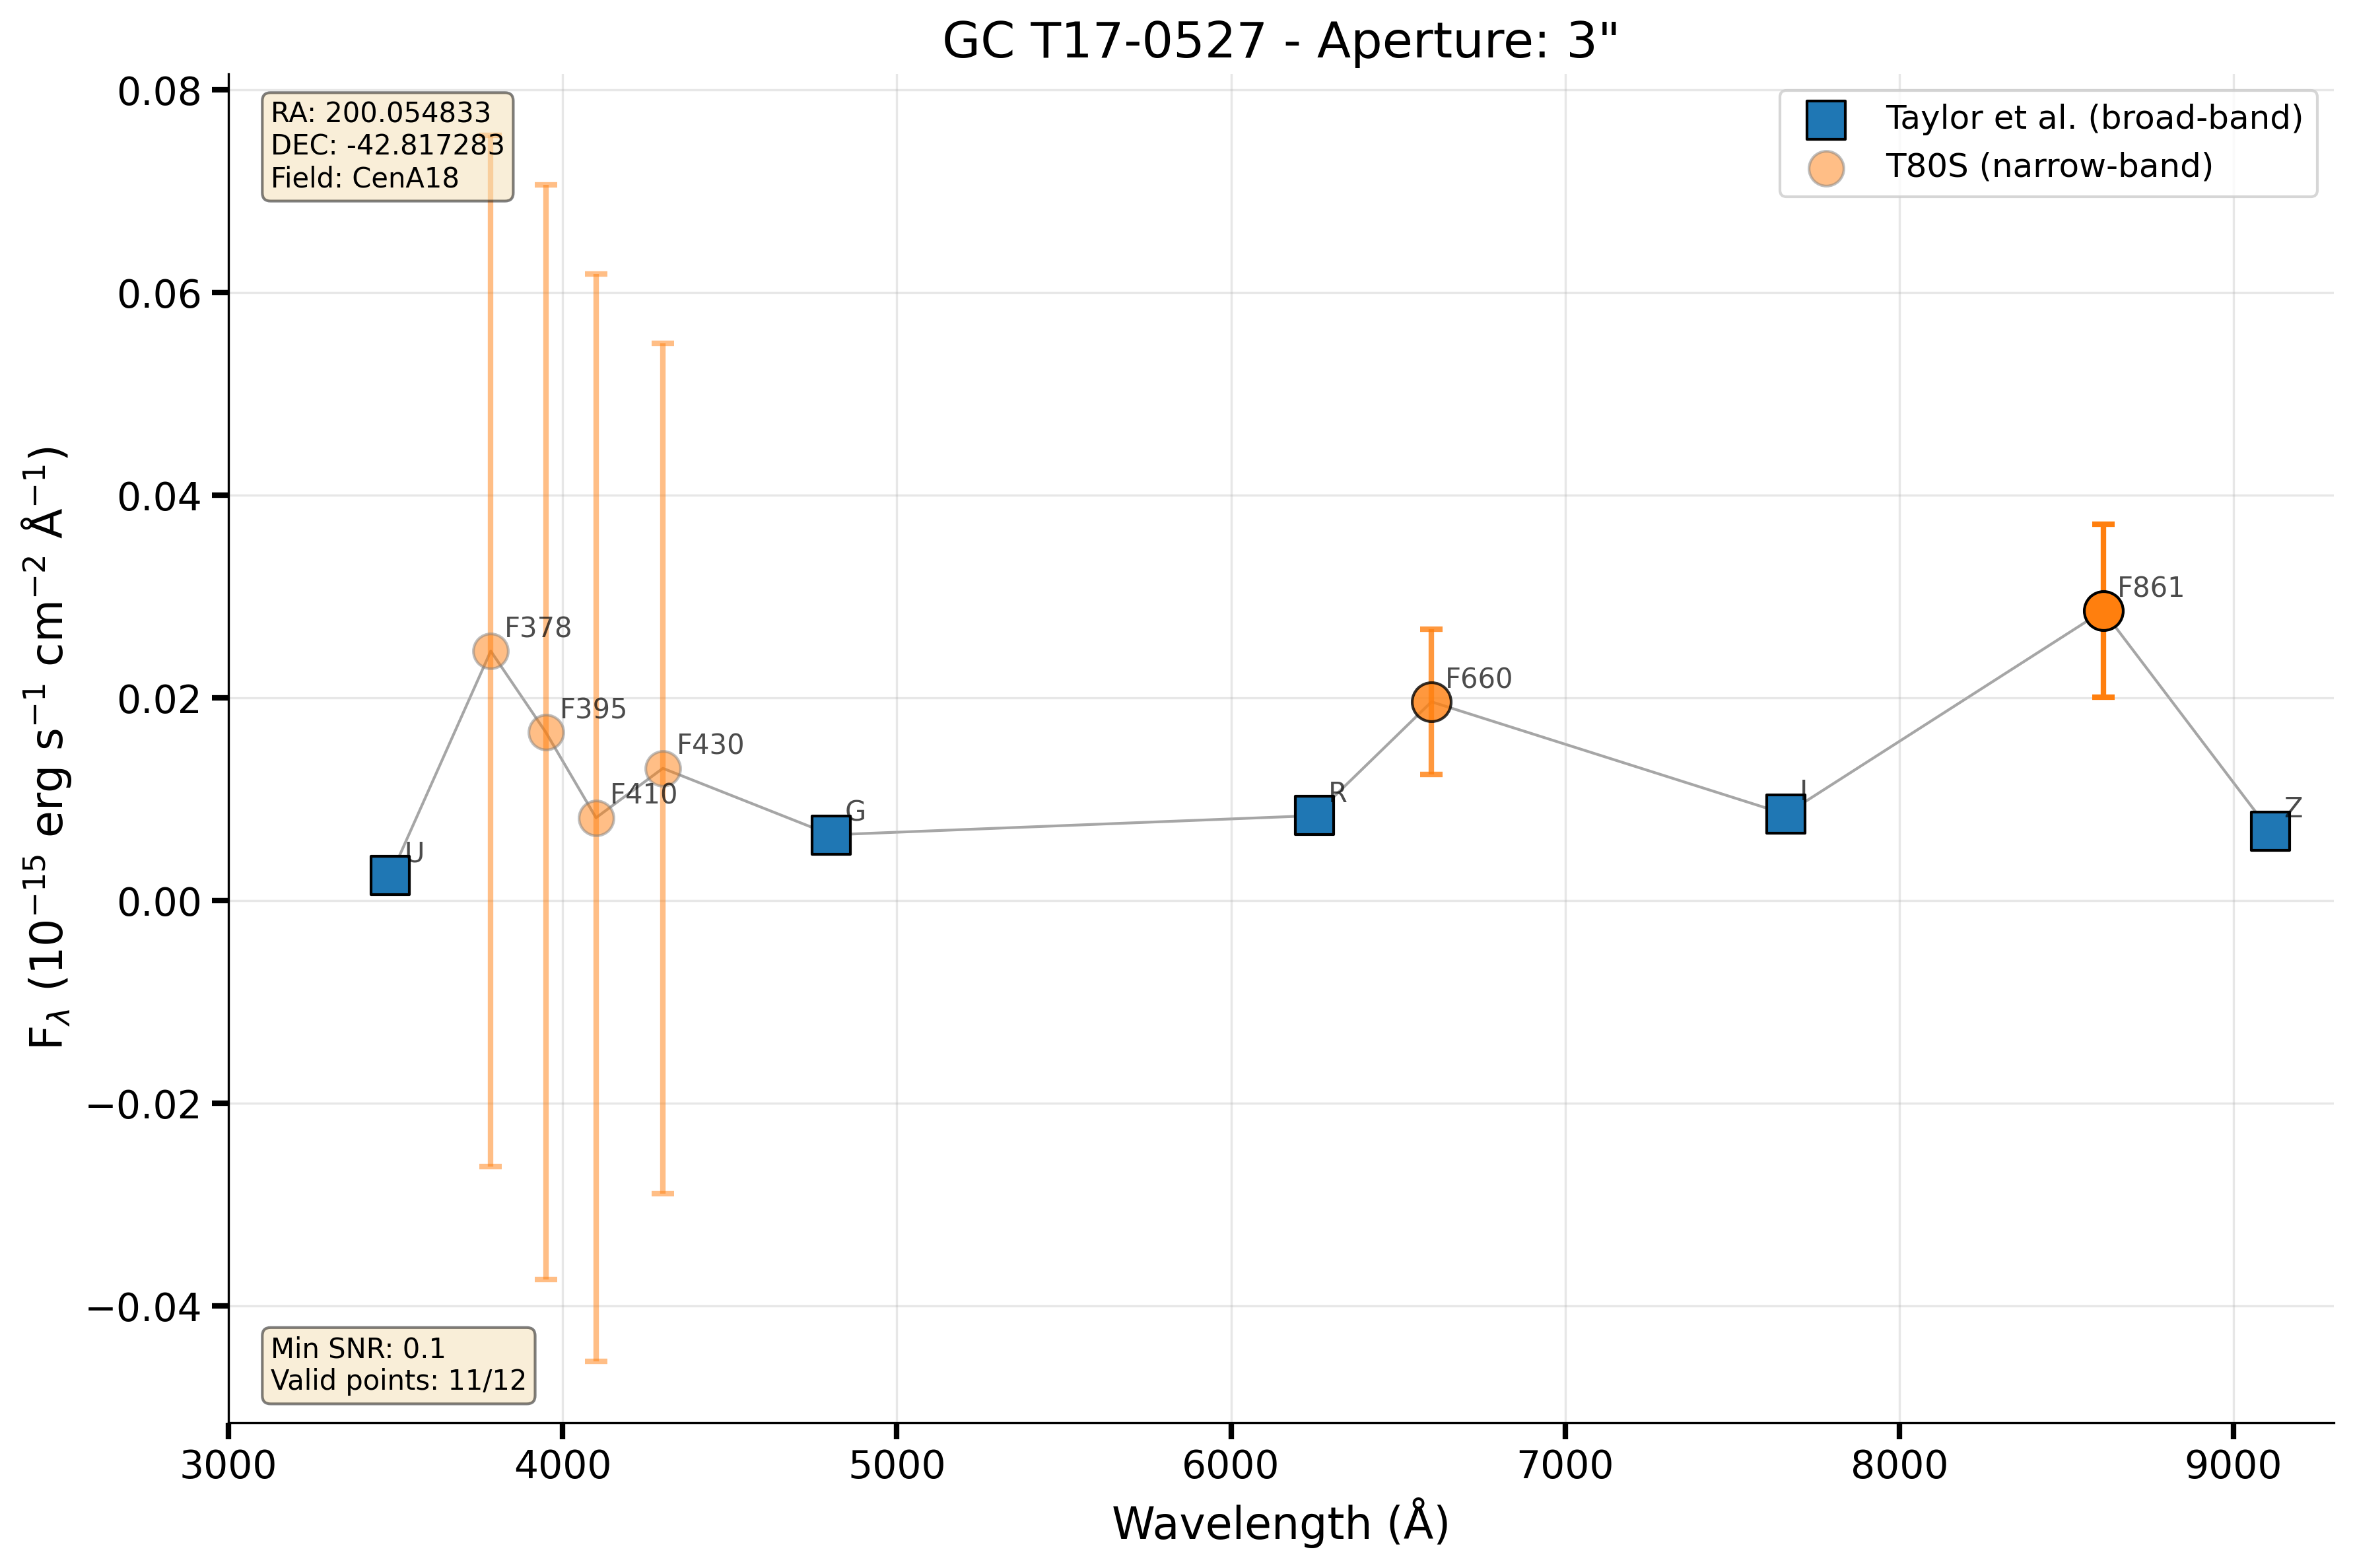 GC T17-0527 - Aperture: 3"
RA: 200.054833
DEC: -42.817283
Field: CenA18
Taylor et al. (broad-band)
T80S (narrow-band)
0.08
0.06
0.04
0.02
0.00
−0.02
−0.04
F$_λ$ (10$^{−15}$ erg s$^{−1}$ cm$^{−2}$ Å$^{−1}$)
U
F378
F395
F410
F430
G
R
F660
I
F861
Z
Min SNR: 0.1
Valid points: 11/12
3000 4000 5000 6000 7000 8000 9000
Wavelength (Å)